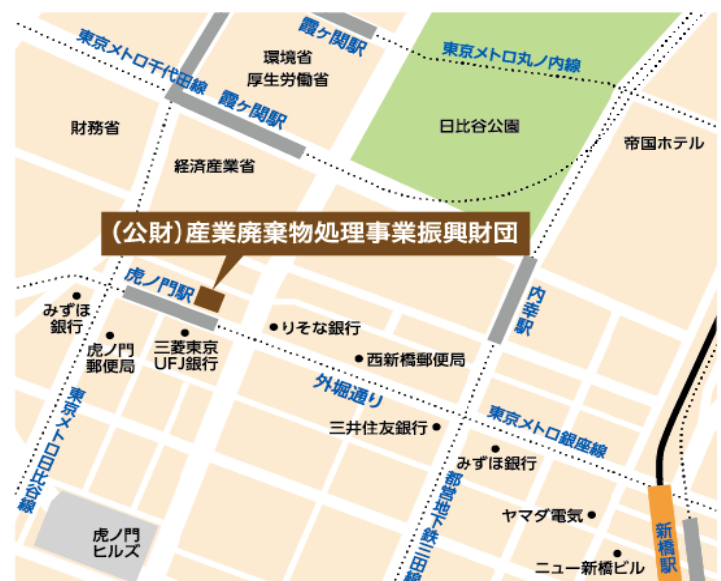 霞ヶ関駅
環境省
厚生労働省
東京メトロ丸ノ内線
東京メトロ千代田線
霞ヶ関駅
財務省
日比谷公園
帝国ホテル
経済産業省
(公財)産業廃棄物処理事業振興財団
虎ノ門駅
内幸駅
みずほ
銀行
りそな銀行
虎ノ門
郵便局
三菱東京
UFJ銀行
西新橋郵便局
外堀通り
東京メトロ日比谷線
三井住友銀行
東京メトロ銀座線
みずほ銀行
都営地下鉄三田線
ヤマダ電気
新橋駅
虎ノ門
ヒルズ
ニュー新橋ビル